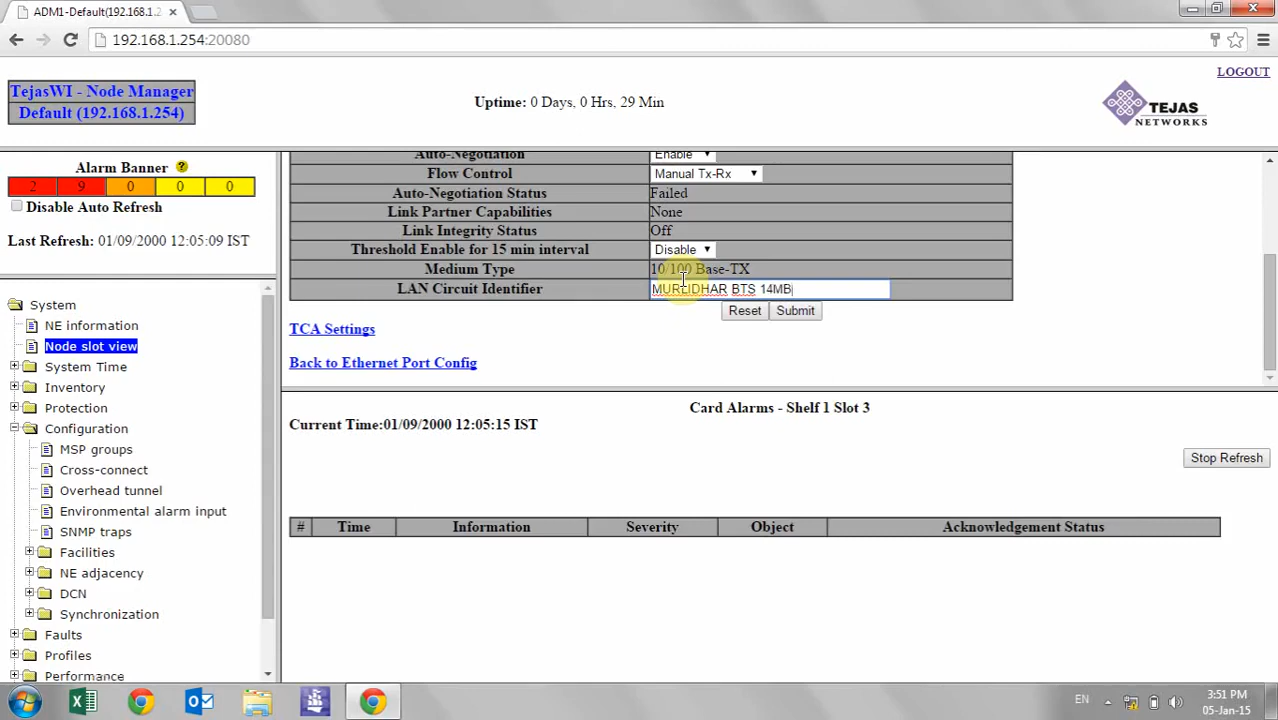 ADM1-Default(192.168.1.2
192.168.1.254:20080
LOGOUT
TejasWI - Node Manager
Default (192.168.1.254)
Uptime: 0 Days, 0 Hrs, 29 Min
TEJAS
NETWORKS
Alarm Banner ?
2 9 0 0 0
Disable Auto Refresh
Last Refresh: 01/09/2000 12:05:09 IST
System
NE information
Node slot view
System Time
Inventory
Protection
Configuration
MSP groups
Cross-connect
Overhead tunnel
Environmental alarm input
SNMP traps
Facilities
NE adjacency
DCN
Synchronization
Faults
Profiles
Performance
Auto-Negotiation Enable
Flow Control Manual Tx-Rx
Auto-Negotiation Status Failed
Link Partner Capabilities None
Link Integrity Status Off
Threshold Enable for 15 min interval Disable
Medium Type 10/100 Base-TX
LAN Circuit Identifier MURLIDHAR BTS 14MB
Reset Submit
TCA Settings
Back to Ethernet Port Config
Card Alarms - Shelf 1 Slot 3
Current Time:01/09/2000 12:05:15 IST
Stop Refresh
# Time Information Severity Object Acknowledgement Status
EN 3:51 PM
05-Jan-15